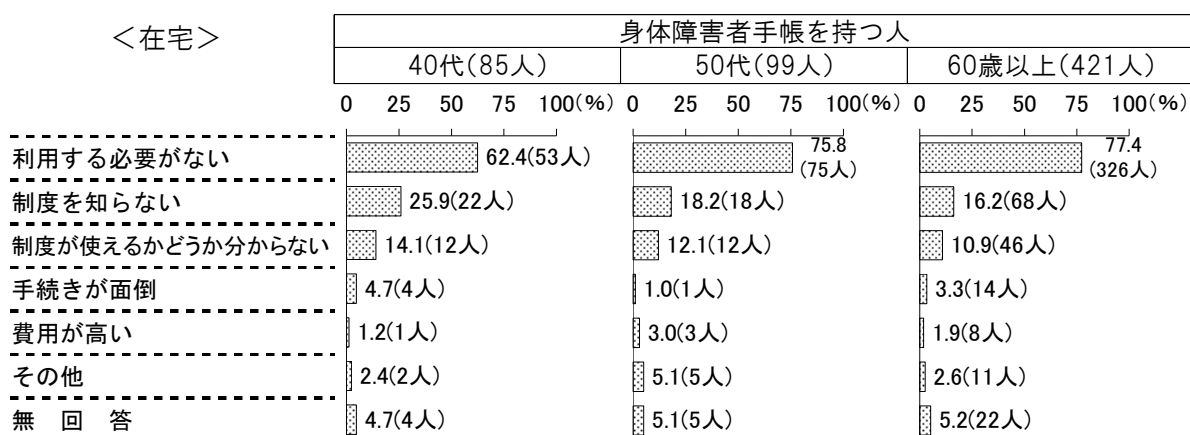 <在宅>
身体障害者手帳を持つ人
40代(85人) 50代(99人) 60歳以上(421人)
0 25 50 75 100(%) 0 25 50 75 100(%) 0 25 50 75 100(%)
利用する必要がない 62.4(53人) 75.8(75人) 77.4(326人)
制度を知らない 25.9(22人) 18.2(18人) 16.2(68人)
制度が使えるかどうか分からない 14.1(12人) 12.1(12人) 10.9(46人)
手続きが面倒 4.7(4人) 1.0(1人) 3.3(14人)
費用が高い 1.2(1人) 3.0(3人) 1.9(8人)
その他 2.4(2人) 5.1(5人) 2.6(11人)
無 回 答 4.7(4人) 5.1(5人) 5.2(22人)